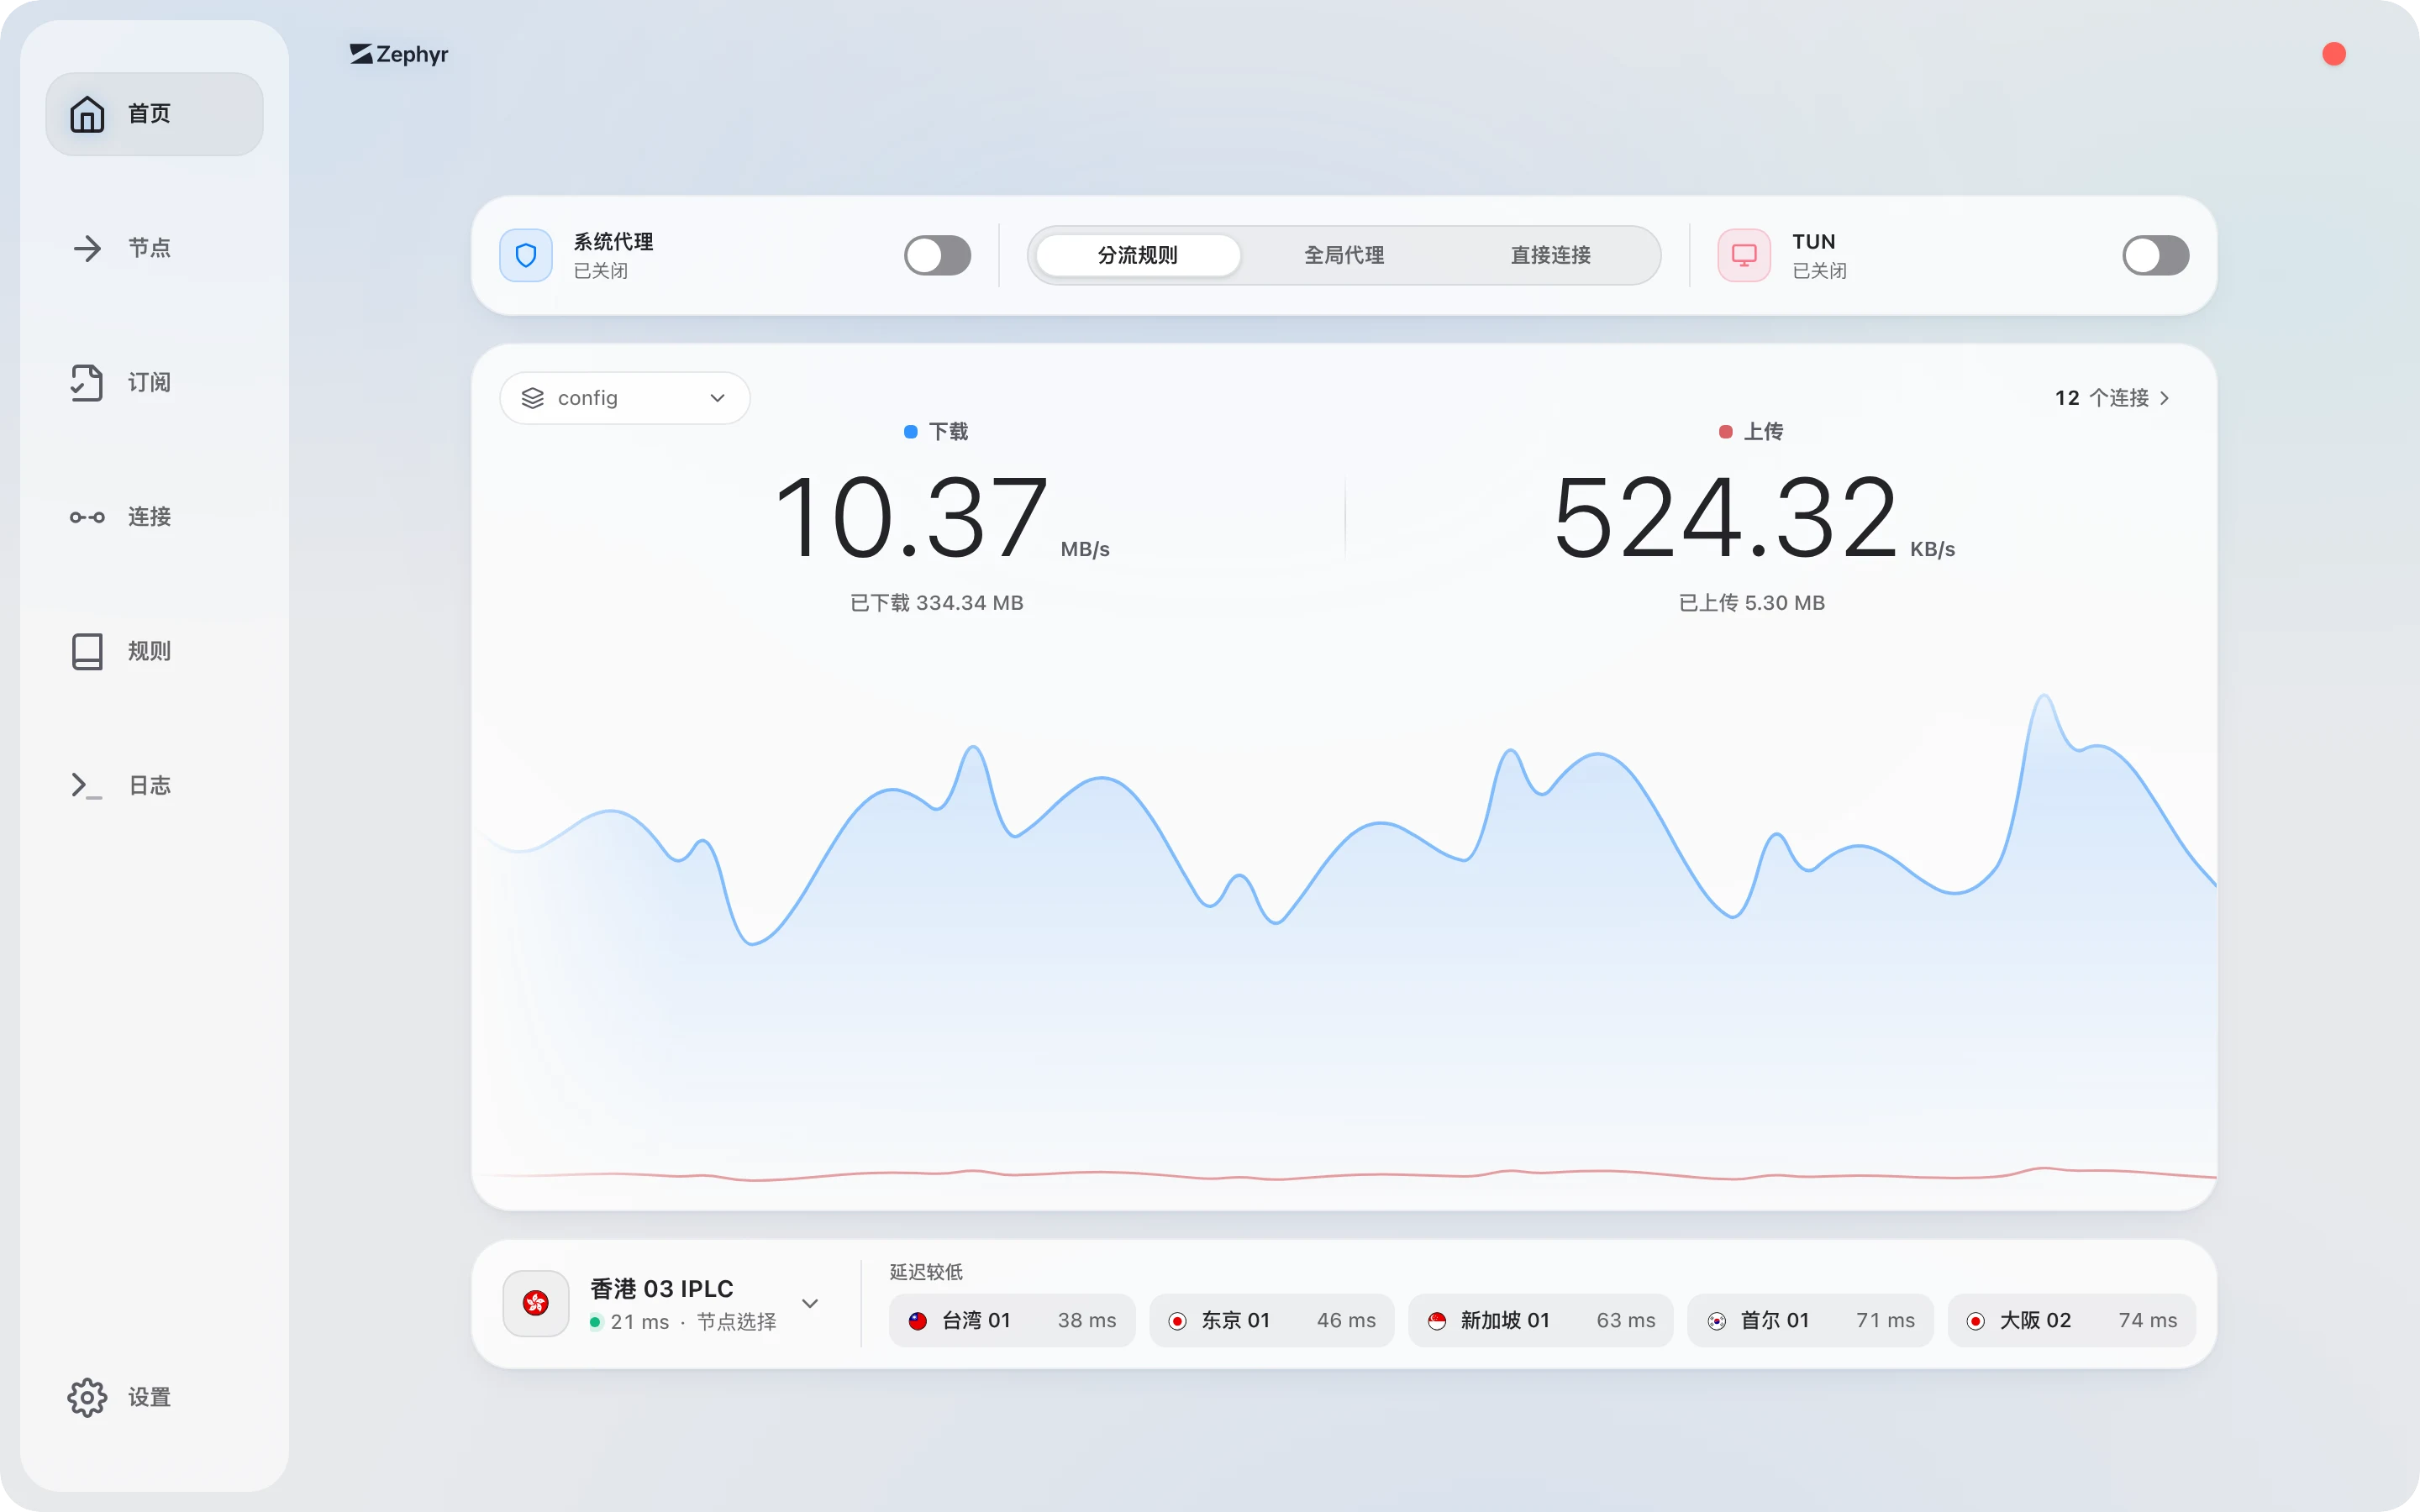 Zephyr
首页
节点
订阅
连接
规则
日志
设置
系统代理
已关闭
分流规则
全局代理
直接连接
TUN
已关闭
config
12 个连接
下载
10.37 MB/s
已下载 334.34 MB
上传
524.32 KB/s
已上传 5.30 MB
香港 03 IPLC
21 ms · 节点选择
延迟较低
台湾 01 38 ms
东京 01 46 ms
新加坡 01 63 ms
首尔 01 71 ms
大阪 02 74 ms